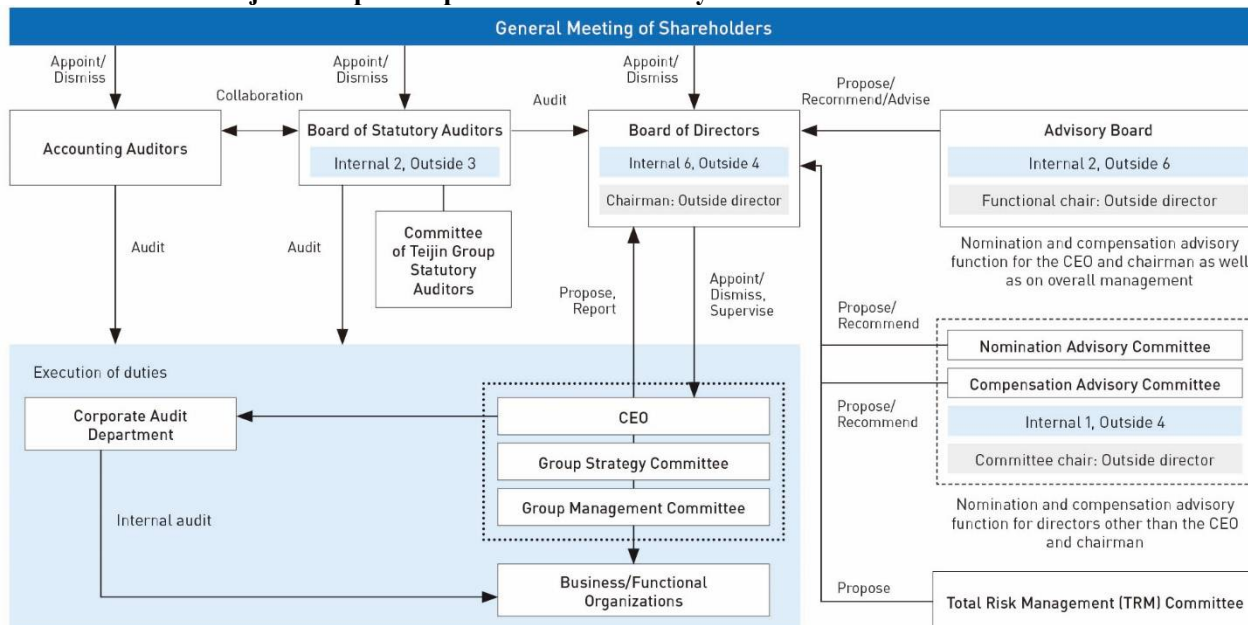 General Meeting of Shareholders
Appoint/
Dismiss
Appoint/
Dismiss
Appoint/
Dismiss
Propose/
Recommend/Advise
Collaboration
Audit
Accounting Auditors
Board of Statutory Auditors
Internal 2, Outside 3
Board of Directors
Internal 6, Outside 4
Chairman: Outside director
Advisory Board
Internal 2, Outside 6
Functional chair: Outside director
Nomination and compensation advisory
function for the CEO and chairman as well
as on overall management
Audit
Audit
Committee
of Teijin Group
Statutory
Auditors
Propose,
Report
Appoint/
Dismiss,
Supervise
Propose/
Recommend
Nomination Advisory Committee
Compensation Advisory Committee
Propose/
Recommend
Internal 1, Outside 4
Committee chair: Outside director
Nomination and compensation advisory
function for directors other than the CEO
and chairman
Execution of duties
Corporate Audit
Department
CEO
Group Strategy Committee
Group Management Committee
Internal audit
Business/Functional
Organizations
Propose
Total Risk Management (TRM) Committee